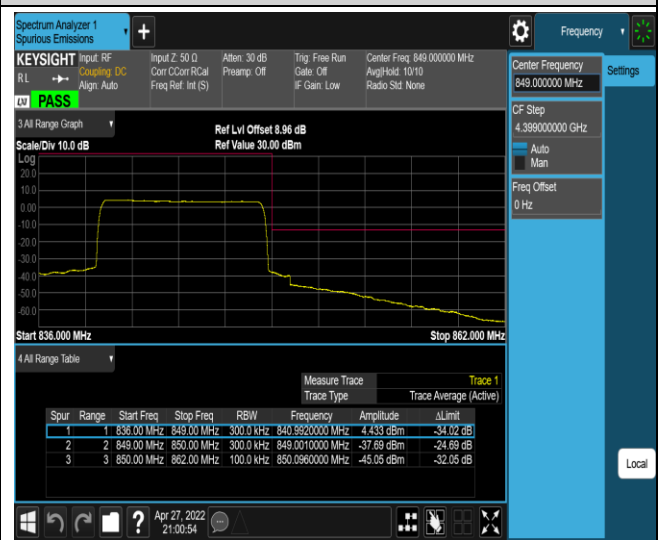 Spectrum Analyzer 1
Spurious Emissions
Frequency
KEYSIGHT Input: RF Input Z: 50 Ω Atten: 30 dB Trig: Free Run Center Freq: 849.000000 MHz
RL Coupling: DC Corr CCorr RCal Preamp: Off Gate: Off Avg|Hold: 10/10
Align: Auto Freq Ref: Int (S) IF Gain: Low Radio Std: None
LXI PASS
Center Frequency
849.000000 MHz
Settings
CF Step
4.399000000 GHz
Auto
Man
Freq Offset
0 Hz
3 All Range Graph
Ref Lvl Offset 8.96 dB
Scale/Div 10.0 dB Ref Value 30.00 dBm
Log
20.0
10.0
0.00
-10.0
-20.0
-30.0
-40.0
-50.0
-60.0
Start 836.000 MHz Stop 862.000 MHz
4 All Range Table
Measure Trace Trace 1
Trace Type Trace Average (Active)
Spur Range Start Freq Stop Freq RBW Frequency Amplitude ΔLimit
1 1 836.00 MHz 849.00 MHz 300.0 kHz 840.9920000 MHz 4.433 dBm -34.02 dB
2 2 849.00 MHz 850.00 MHz 300.0 kHz 849.0010000 MHz -37.69 dBm -24.69 dB
3 3 850.00 MHz 862.00 MHz 100.0 kHz 850.0960000 MHz -45.05 dBm -32.05 dB
Local
Apr 27, 2022
21:00:54